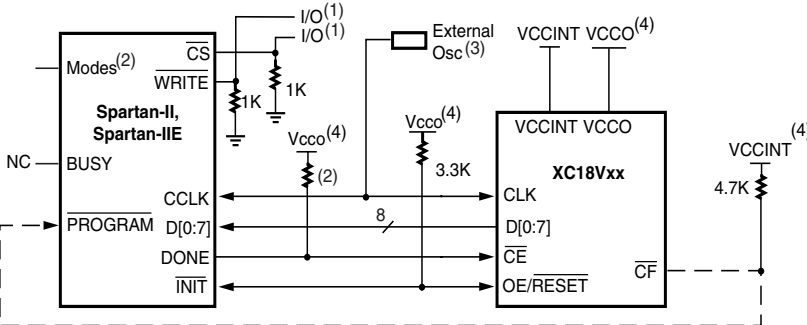 I/O(1)
I/O(1)
External
Osc(3)
VCCINT VCCO(4)
CS
Modes(2)
WRITE
1K
1K
Spartan-II,
Spartan-IIE
Vcco(4)
Vcco(4)
VCCINT VCCO
VCCINT(4)
NC
BUSY
(2)
3.3K
XC18Vxx
4.7K
CCLK
CLK
PROGRAM
D[0:7]
8
D[0:7]
DONE
CE
CF
INIT
OE/RESET